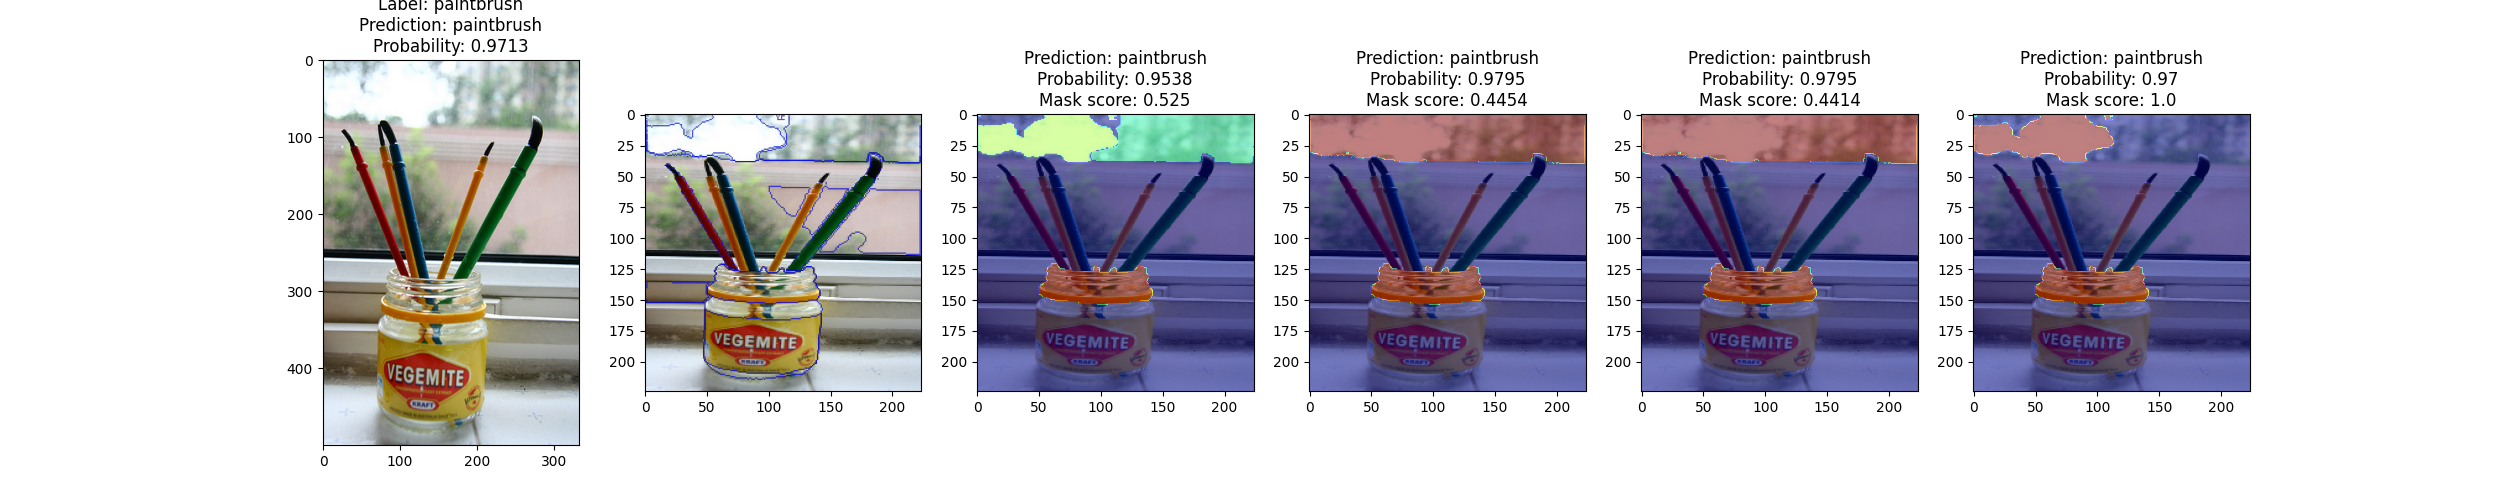 Label: paintbrush
Prediction: paintbrush
Probability: 0.9713
0
100
200
300
400
0 100 200 300
VEGEMITE
KRAFT
0
25
50
75
100
125
150
175
200
0 50 100 150 200
VEGEMITE
KRAFT
Prediction: paintbrush
Probability: 0.9538
Mask score: 0.525
0
25
50
75
100
125
150
175
200
0 50 100 150 200
VEGEMITE
KRAFT
Prediction: paintbrush
Probability: 0.9795
Mask score: 0.4454
0
25
50
75
100
125
150
175
200
0 50 100 150 200
VEGEMITE
KRAFT
Prediction: paintbrush
Probability: 0.9795
Mask score: 0.4414
0
25
50
75
100
125
150
175
200
0 50 100 150 200
VEGEMITE
KRAFT
Prediction: paintbrush
Probability: 0.97
Mask score: 1.0
0
25
50
75
100
125
150
175
200
0 50 100 150 200
VEGEMITE
KRAFT